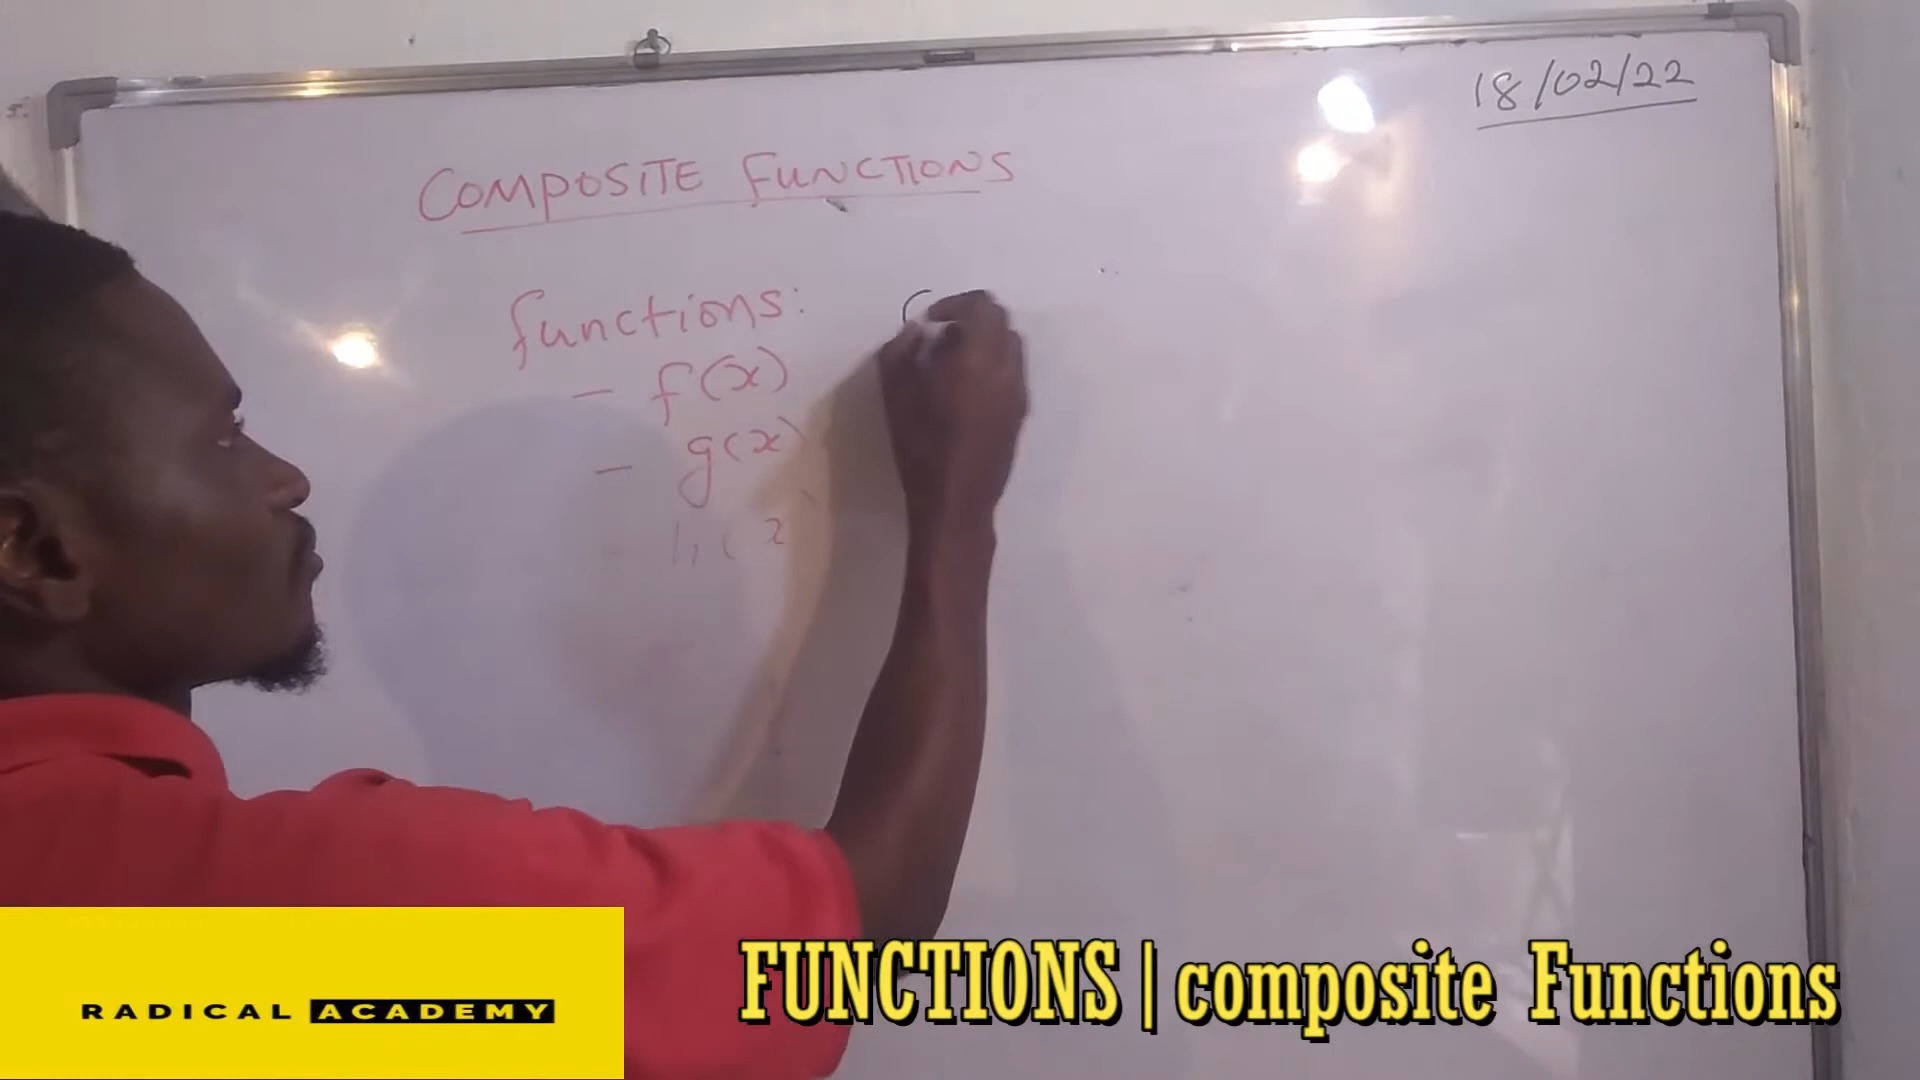 18/02/22
COMPOSITE FUNCTIONS
functions:
- f(x)
- g(x)
- h(x
RADICAL ACADEMY
FUNCTIONS | composite Functions